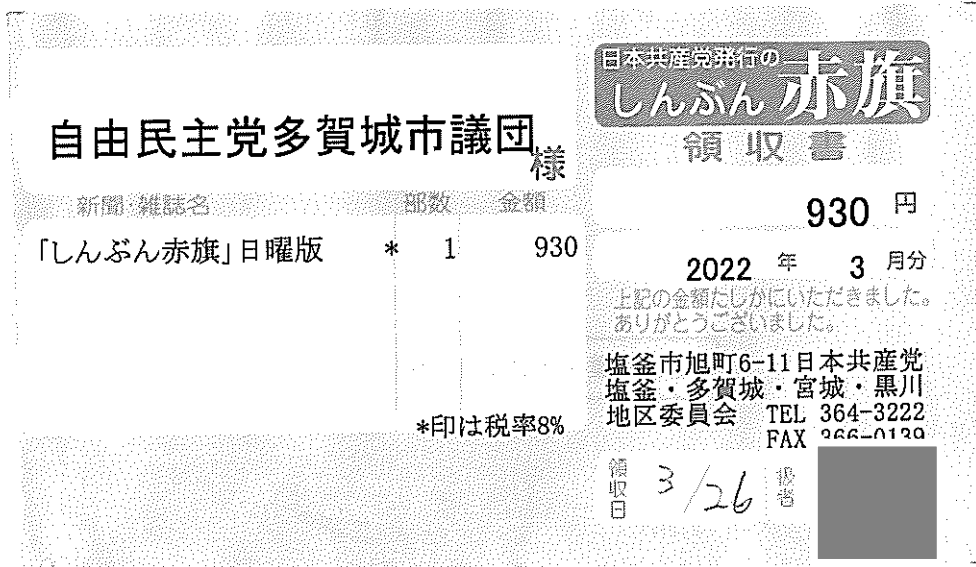 自由民主党多賀城市議団様
新聞・雑誌名 部数 金額
「しんぶん赤旗」日曜版 * 1 930
*印は税率8%
日本共産党発行の
しんぶん赤旗
領収書
930 円
2022 年 3 月分
上記の金額たしかにいただきました。
ありがとうございました。
塩釜市旭町6-11日本共産党
塩釜・多賀城・宮城・黒川
地区委員会 TEL 364-3222
FAX 366-0139
領収日 3/26 扱者